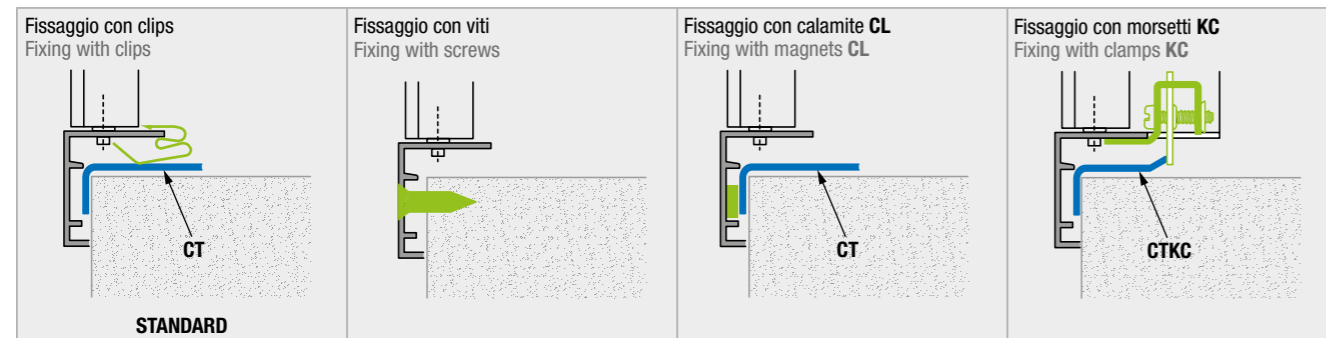 Fissaggio con clips
Fixing with clips
CT
STANDARD
Fissaggio con viti
Fixing with screws
Fissaggio con calamite CL
Fixing with magnets CL
CT
Fissaggio con morsetti KC
Fixing with clamps KC
CTKC